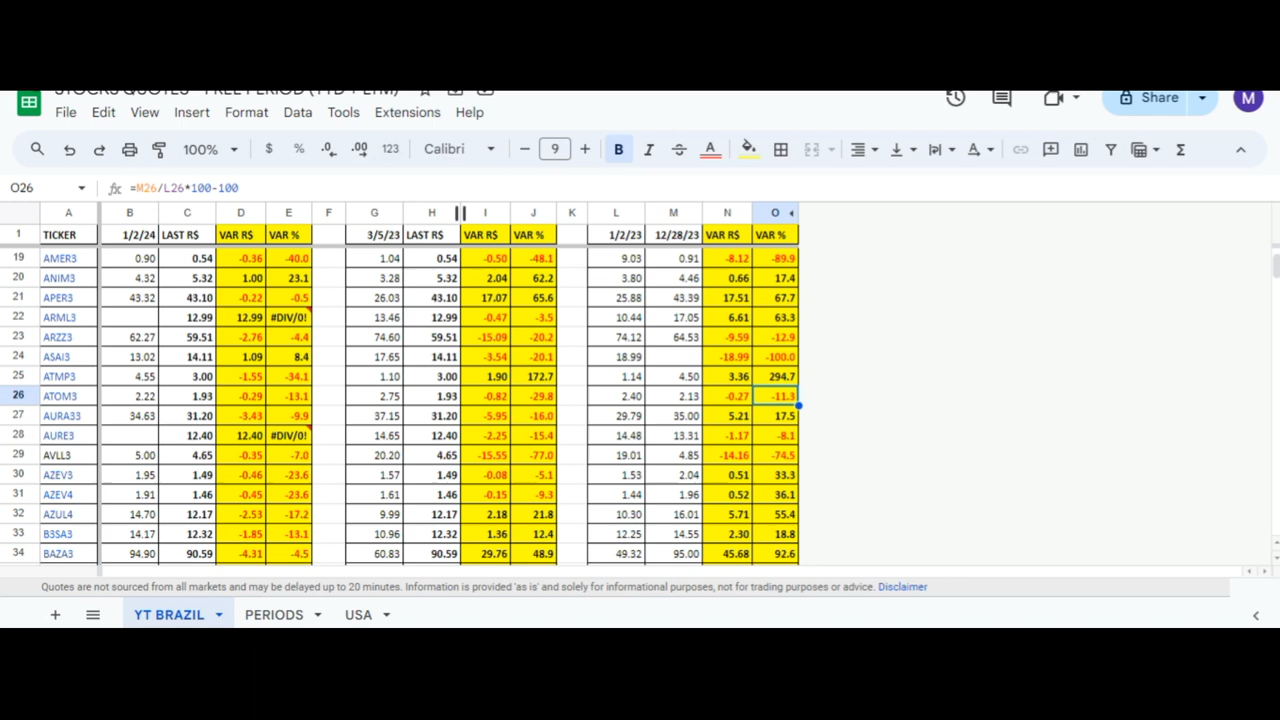 STOCKS QUOTES - FREE PERIOD (YTD + LTM)
File Edit View Insert Format Data Tools Extensions Help
Share M
100% $ % .0 .00 123 Calibri 9 B I A
O26 fx =M26/L26*100-100
A B C D E F G H I J K L M N O
1 TICKER 1/2/24 LAST R$ VAR R$ VAR % 3/5/23 LAST R$ VAR R$ VAR % 1/2/23 12/28/23 VAR R$ VAR %
19 AMER3 0.90 0.54 -0.36 -40.0 1.04 0.54 -0.50 -48.1 9.03 0.91 -8.12 -89.9
20 ANIM3 4.32 5.32 1.00 23.1 3.28 5.32 2.04 62.2 3.80 4.46 0.66 17.4
21 APER3 43.32 43.10 -0.22 -0.5 26.03 43.10 17.07 65.6 25.88 43.39 17.51 67.7
22 ARML3 12.99 12.99 #DIV/0! 13.46 12.99 -0.47 -3.5 10.44 17.05 6.61 63.3
23 ARZZ3 62.27 59.51 -2.76 -4.4 74.60 59.51 -15.09 -20.2 74.12 64.53 -9.59 -12.9
24 ASAI3 13.02 14.11 1.09 8.4 17.65 14.11 -3.54 -20.1 18.99 -18.99 -100.0
25 ATMP3 4.55 3.00 -1.55 -34.1 1.10 3.00 1.90 172.7 1.14 4.50 3.36 294.7
26 ATOM3 2.22 1.93 -0.29 -13.1 2.75 1.93 -0.82 -29.8 2.40 2.13 -0.27 -11.3
27 AURA33 34.63 31.20 -3.43 -9.9 37.15 31.20 -5.95 -16.0 29.79 35.00 5.21 17.5
28 AURE3 12.40 12.40 #DIV/0! 14.65 12.40 -2.25 -15.4 14.48 13.31 -1.17 -8.1
29 AVLL3 5.00 4.65 -0.35 -7.0 20.20 4.65 -15.55 -77.0 19.01 4.85 -14.16 -74.5
30 AZEV3 1.95 1.49 -0.46 -23.6 1.57 1.49 -0.08 -5.1 1.53 2.04 0.51 33.3
31 AZEV4 1.91 1.46 -0.45 -23.6 1.61 1.46 -0.15 -9.3 1.44 1.96 0.52 36.1
32 AZUL4 14.70 12.17 -2.53 -17.2 9.99 12.17 2.18 21.8 10.30 16.01 5.71 55.4
33 B3SA3 14.17 12.32 -1.85 -13.1 10.96 12.32 1.36 12.4 12.25 14.55 2.30 18.8
34 BAZA3 94.90 90.59 -4.31 -4.5 60.83 90.59 29.76 48.9 49.32 95.00 45.68 92.6
Quotes are not sourced from all markets and may be delayed up to 20 minutes. Information is provided 'as is' and solely for informational purposes, not for trading purposes or advice. Disclaimer
YT BRAZIL PERIODS USA